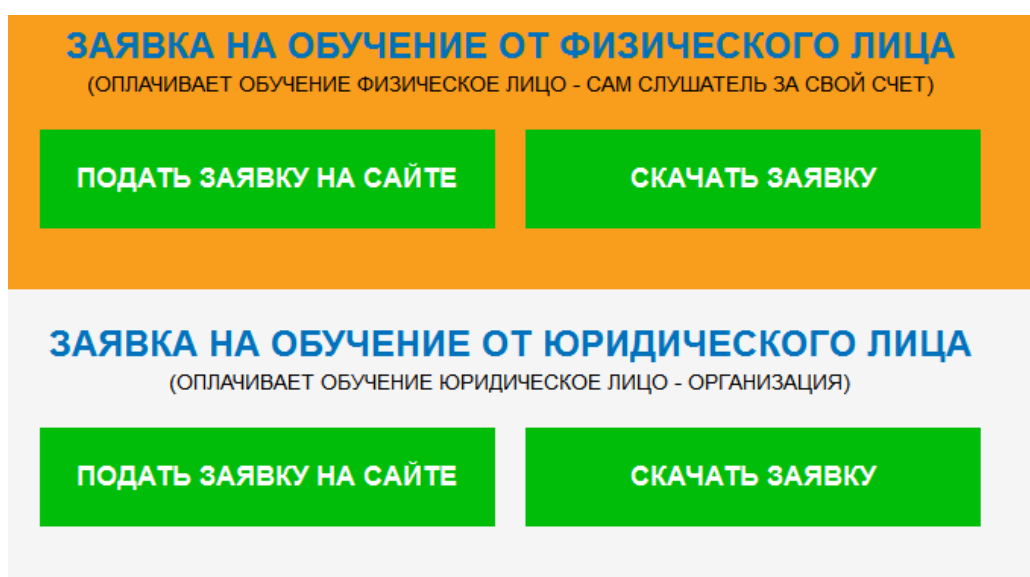 ЗАЯВКА НА ОБУЧЕНИЕ ОТ ФИЗИЧЕСКОГО ЛИЦА
(ОПЛАЧИВАЕТ ОБУЧЕНИЕ ФИЗИЧЕСКОЕ ЛИЦО - САМ СЛУШАТЕЛЬ ЗА СВОЙ СЧЕТ)
ПОДАТЬ ЗАЯВКУ НА САЙТЕ
СКАЧАТЬ ЗАЯВКУ
ЗАЯВКА НА ОБУЧЕНИЕ ОТ ЮРИДИЧЕСКОГО ЛИЦА
(ОПЛАЧИВАЕТ ОБУЧЕНИЕ ЮРИДИЧЕСКОЕ ЛИЦО - ОРГАНИЗАЦИЯ)
ПОДАТЬ ЗАЯВКУ НА САЙТЕ
СКАЧАТЬ ЗАЯВКУ